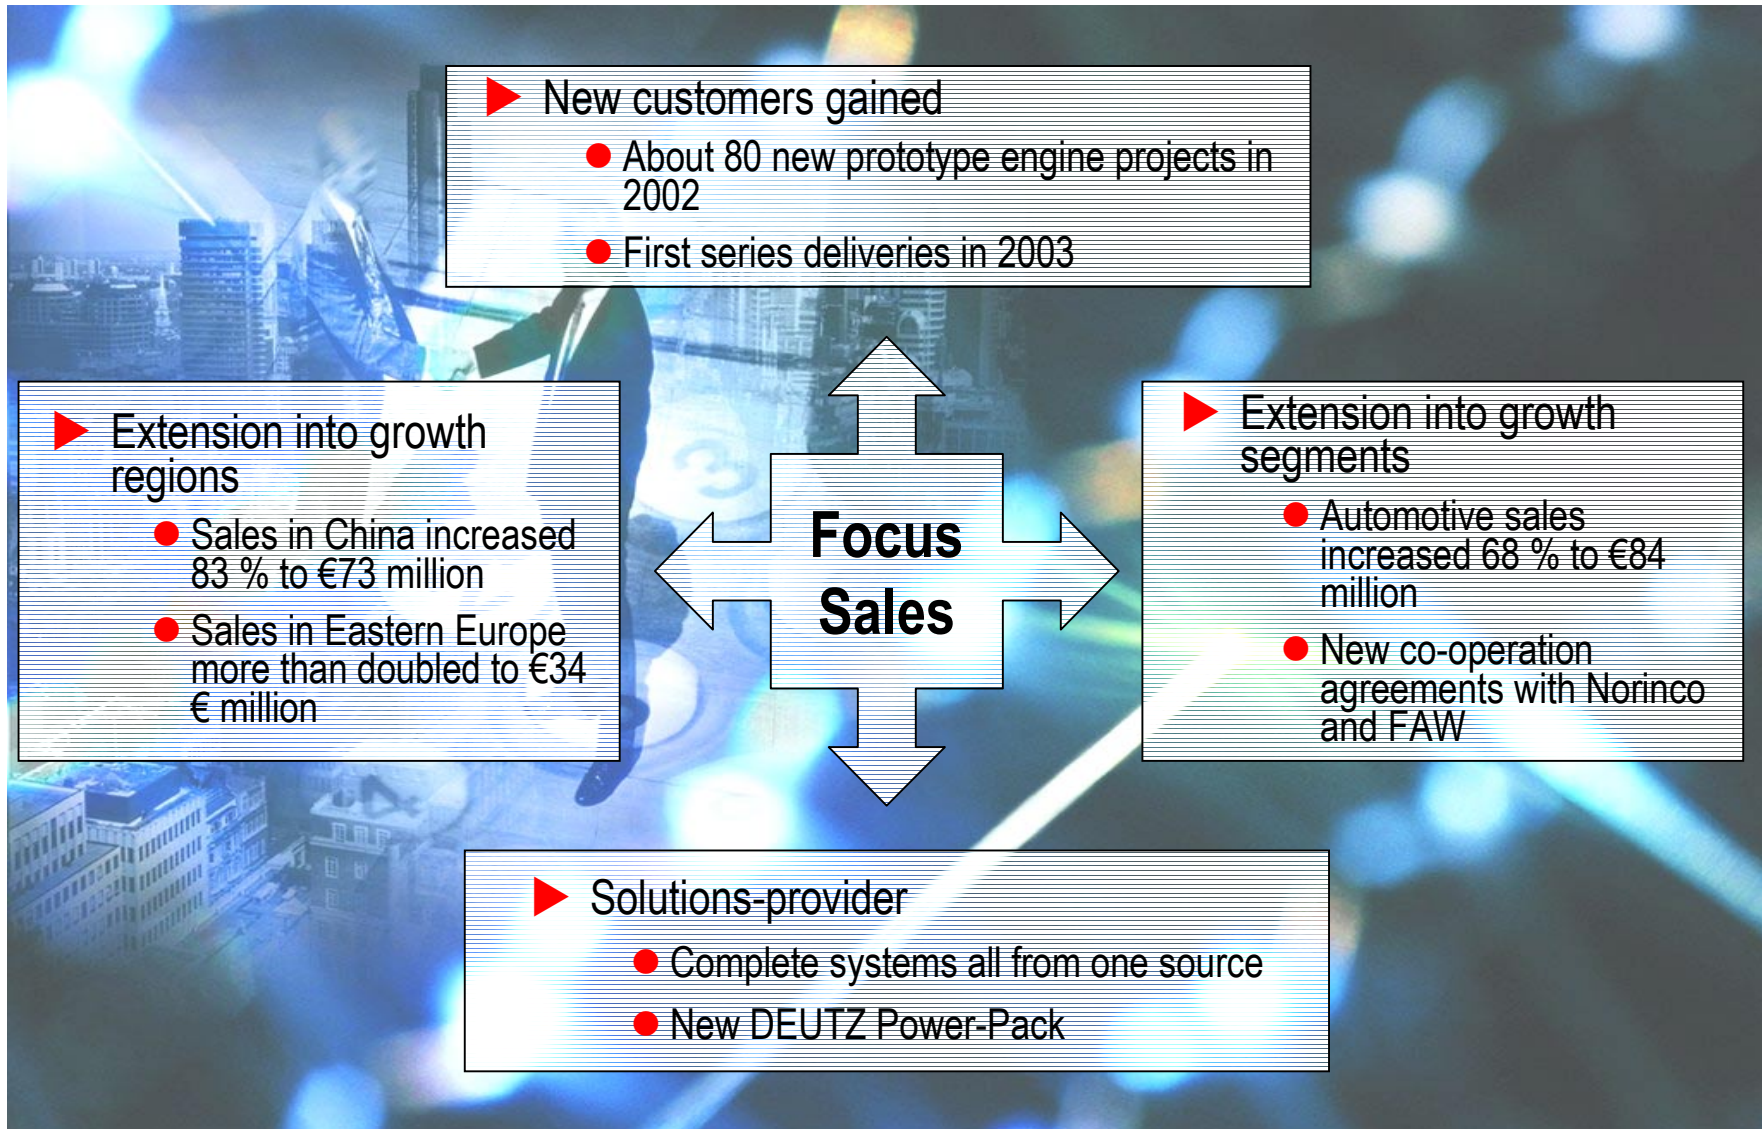 New customers gained
About 80 new prototype engine projects in
2002
First series deliveries in 2003
Extension into growth
regions
Sales in China increased
83 % to €73 million
Sales in Eastern Europe
more than doubled to €34
€ million
Focus
Sales
Extension into growth
segments
Automotive sales
increased 68 % to €84
million
New co-operation
agreements with Norinco
and FAW
Solutions-provider
Complete systems all from one source
New DEUTZ Power-Pack